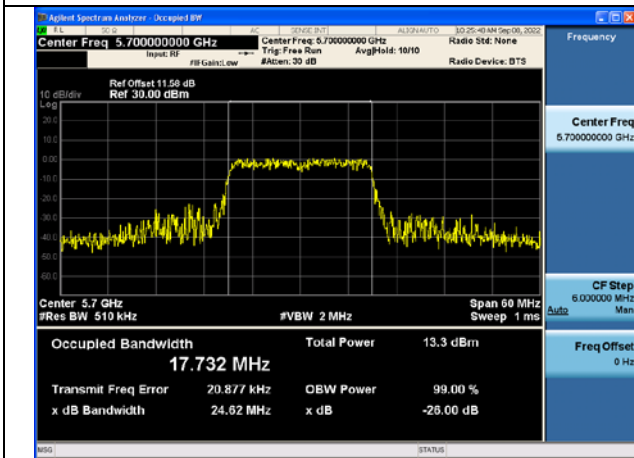 Agilent Spectrum Analyzer - Occupied BW
RL 50 Ω AC SENSE:INT ALIGNAUTO 10:25:40 AM Sep 08, 2022
Center Freq 5.700000000 GHz
Center Freq: 5.700000000 GHz
Radio Std: None
Input: RF
Trig: Free Run Avg|Hold: 10/10
#IFGain:Low
#Atten: 30 dB
Radio Device: BTS
Ref Offset 11.58 dB
10 dB/div Ref 30.00 dBm
Log
20.0
10.0
0.00
-10.0
-20.0
-30.0
-40.0
-50.0
-60.0
Center 5.7 GHz
Span 60 MHz
#Res BW 510 kHz
#VBW 2 MHz
Sweep 1 ms
Occupied Bandwidth
Total Power 13.3 dBm
17.732 MHz
Transmit Freq Error 20.877 kHz OBW Power 99.00 %
x dB Bandwidth 24.62 MHz x dB -26.00 dB
MSG STATUS
Frequency
Center Freq
5.700000000 GHz
CF Step
6.000000 MHz
Auto Man
Freq Offset
0 Hz